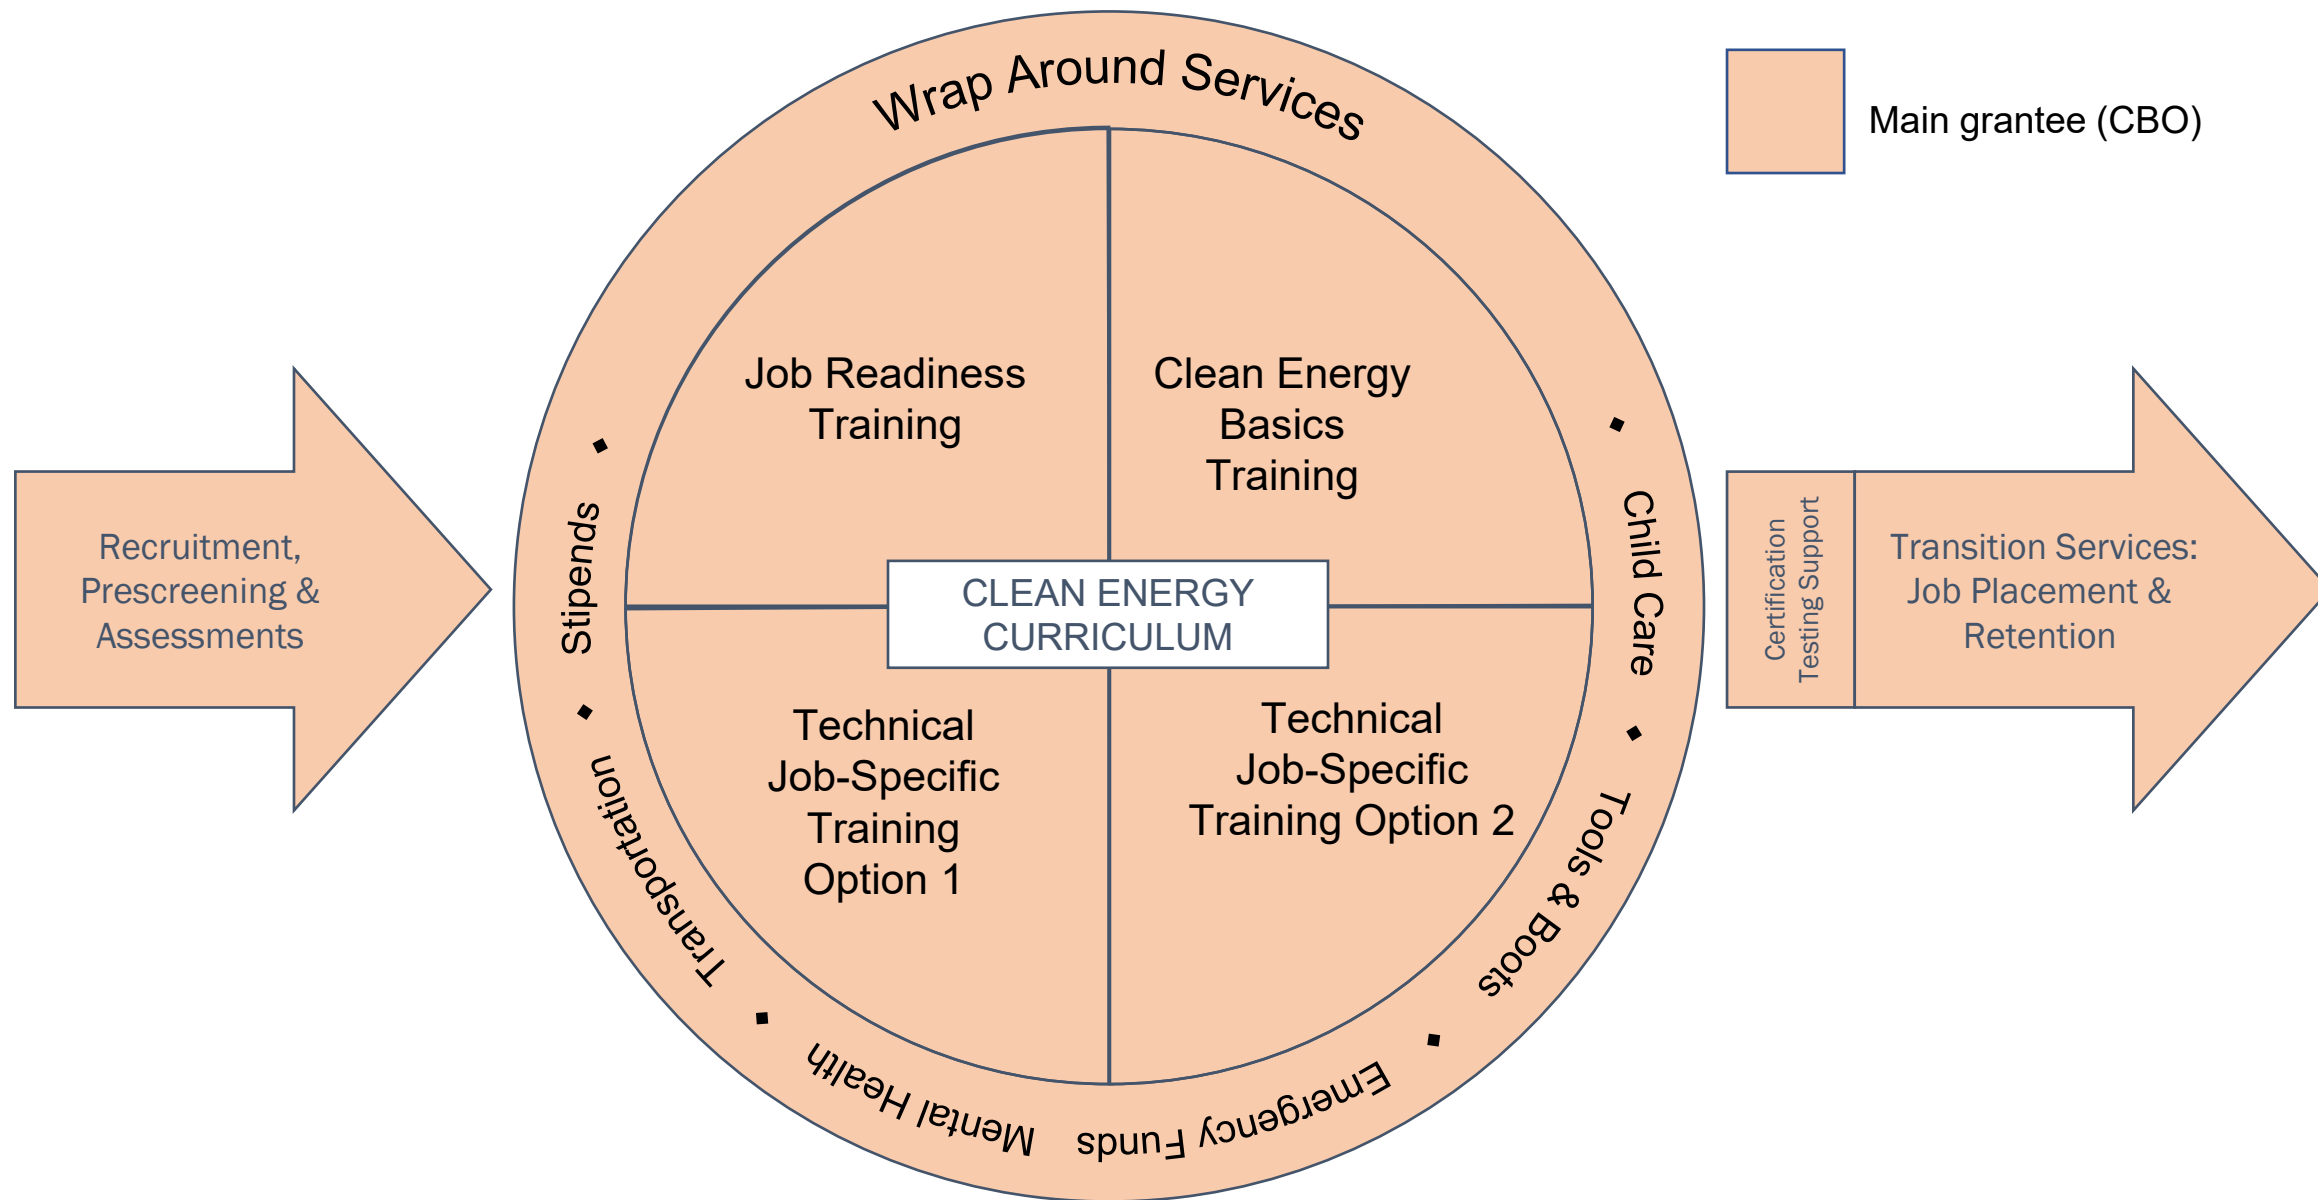 Wrap Around Services
Main grantee (CBO)
Recruitment,
Prescreening &
Assessments
Job Readiness
Training
Clean Energy
Basics
Training
CLEAN ENERGY
CURRICULUM
Technical
Job-Specific
Training
Option 1
Technical
Job-Specific
Training Option 2
Child Care
Tools & Boots
Emergency Funds
Mental Health
Transportation
Stipends
Certification
Testing Support
Transition Services:
Job Placement &
Retention